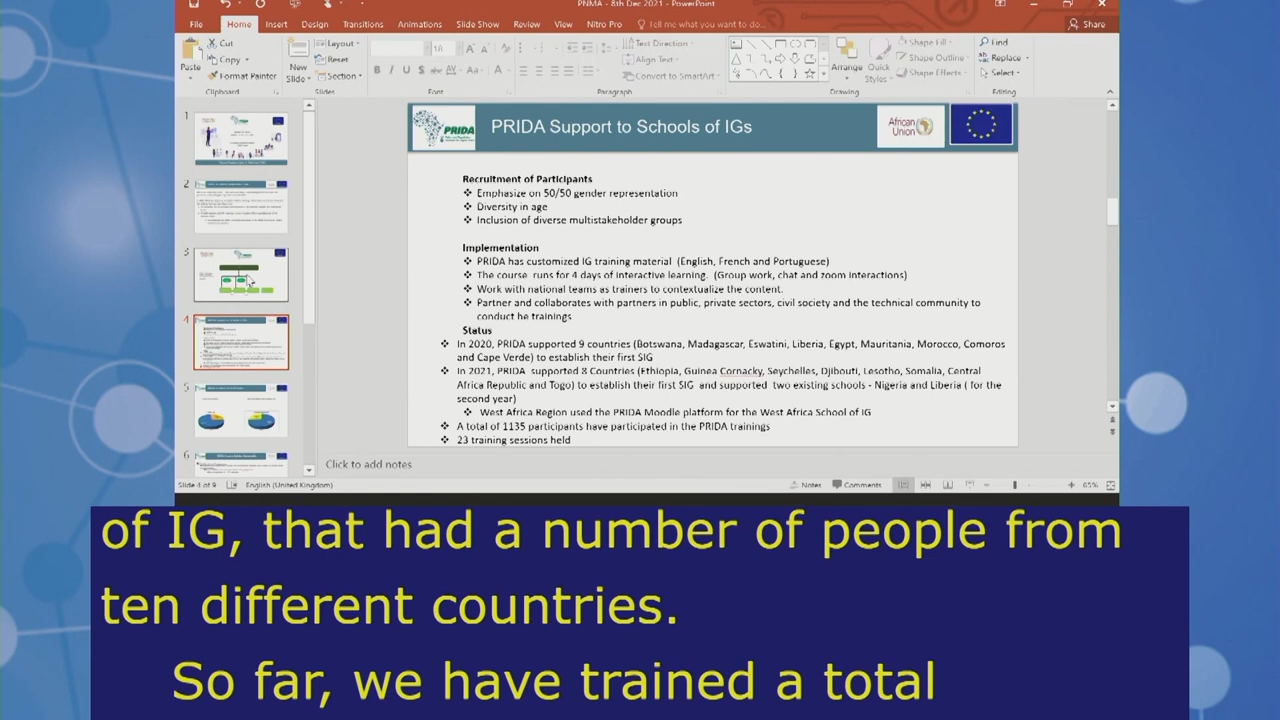 PNMA - 8th Dec 2021 - PowerPoint
File Home Insert Design Transitions Animations Slide Show Review View Nitro Pro Tell me what you want to do... Share
Paste
Cut
Copy
Format Painter
Clipboard
New Slide
Layout
Reset
Section
Slides
18
B I U S abc AV Aa A
Font
Text Direction
Align Text
Convert to SmartArt
Paragraph
Arrange
Quick Styles
Shape Fill
Shape Outline
Shape Effects
Drawing
Find
Replace
Select
Editing
1
2
3
4
5
6
PRIDA
PRIDA Support to Schools of IGs
African Union
Recruitment of Participants
❖ Emphasize on 50/50 gender representation
❖ Diversity in age
❖ Inclusion of diverse multistakeholder groups
Implementation
❖ PRIDA has customized IG training material (English, French and Portuguese)
❖ The course runs for 4 days of interactive learning. (Group work, chat and zoom interactions)
❖ Work with national teams as trainers to contextualize the content.
❖ Partner and collaborates with partners in public, private sectors, civil society and the technical community to
conduct he trainings
Status
❖ In 2020, PRIDA supported 9 countries (Botswana, Madagascar, Eswatini, Liberia, Egypt, Mauritania, Morocco, Comoros
and Cape Verde) to establish their first SIG
❖ In 2021, PRIDA supported 8 Countries (Ethiopia, Guinea Cornacky, Seychelles, Djibouti, Lesotho, Somalia, Central
Africa Republic and Togo) to establish their first SIG and supported two existing schools - Nigeria and Liberia ( for the
second year)
❖ West Africa Region used the PRIDA Moodle platform for the West Africa School of IG
❖ A total of 1135 participants have participated in the PRIDA trainings
❖ 23 training sessions held
Click to add notes
Slide 4 of 9 English (United Kingdom) Notes Comments 65%
of IG, that had a number of people from
ten different countries.
So far, we have trained a total